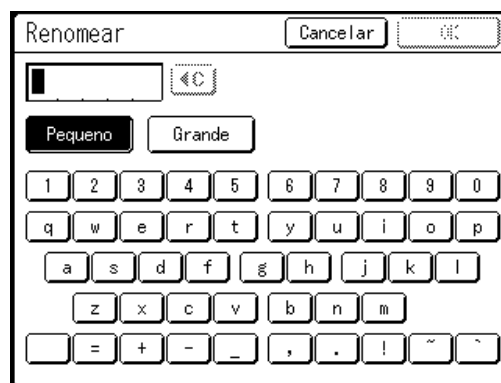 Renomear Cancelar OK
C
Pequeno Grande
1 2 3 4 5 6 7 8 9 0
q w e r t y u i o p
a s d f g h j k l
z x c v b n m
= + - _ , . ! ~ `